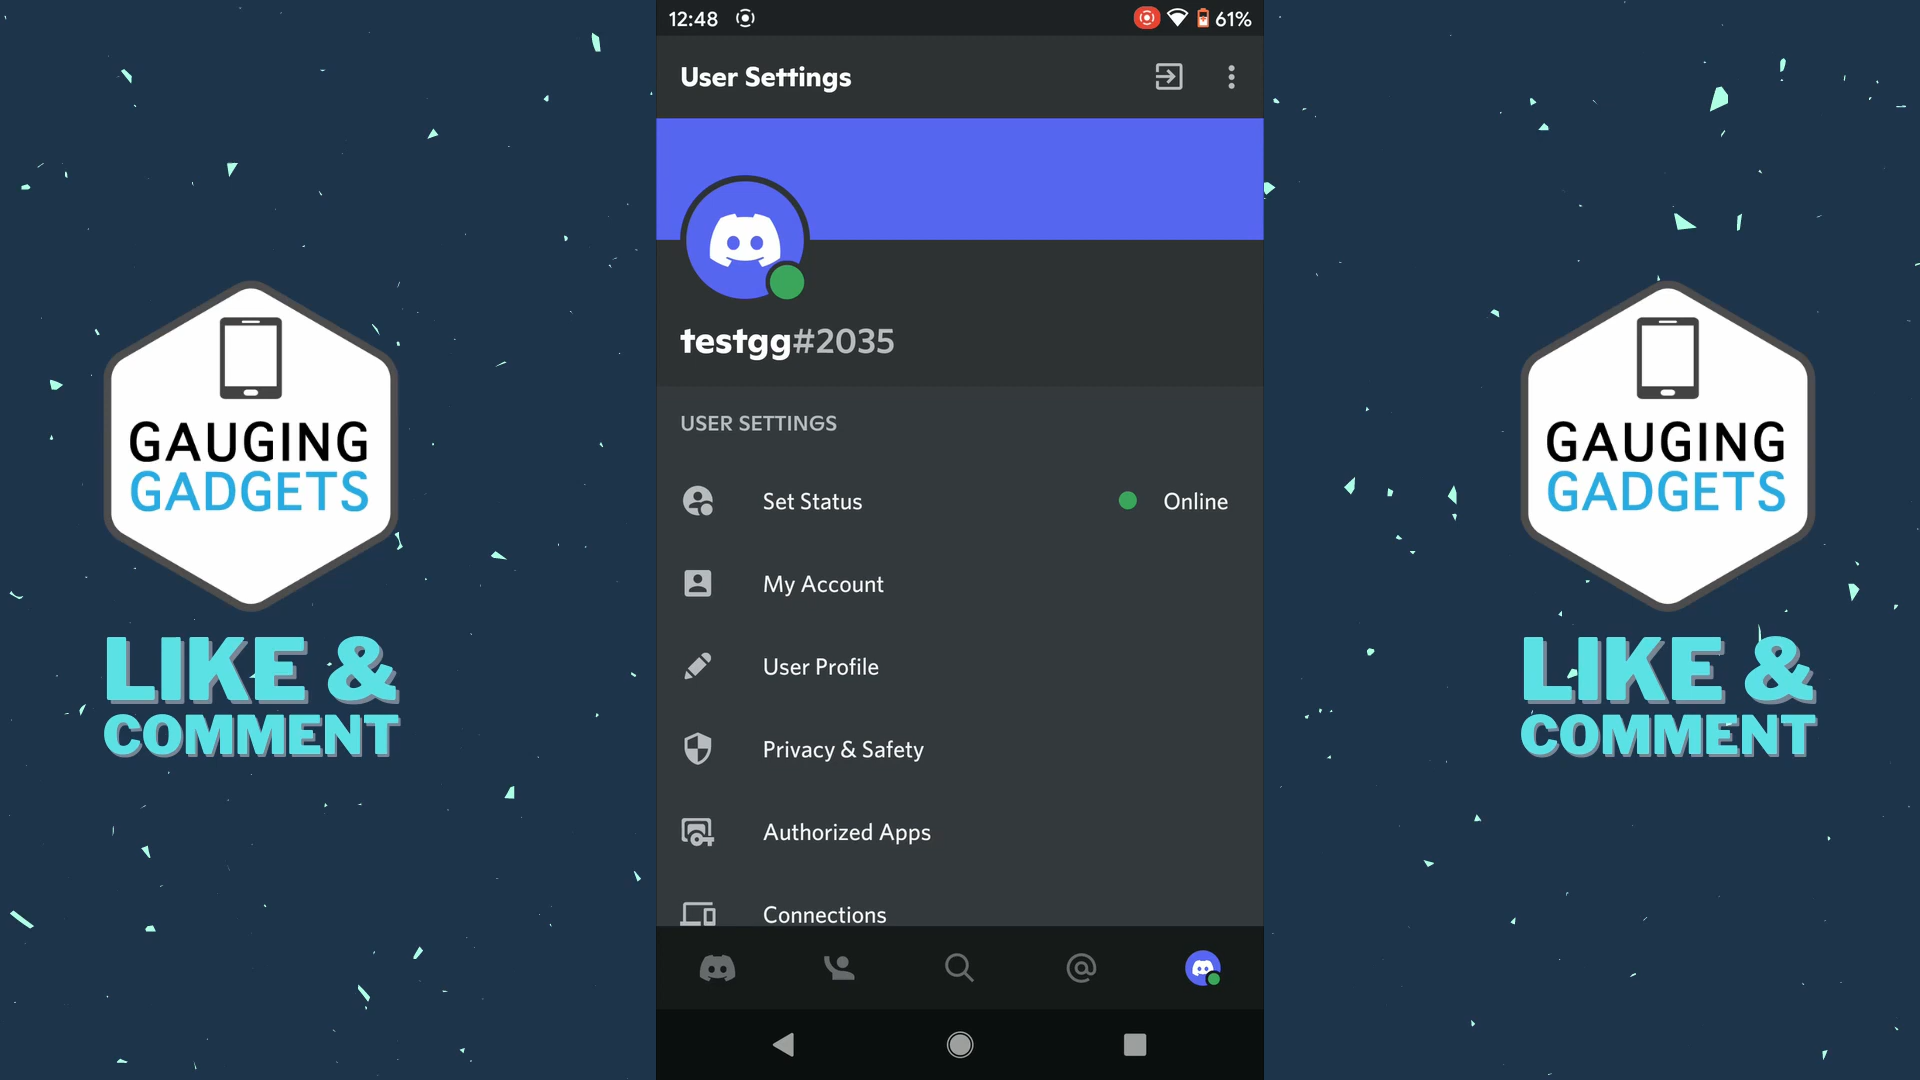 12:48 61%
User Settings
testgg#2035
USER SETTINGS
Set Status Online
My Account
User Profile
Privacy & Safety
Authorized Apps
Connections
GAUGING
GADGETS
LIKE &
COMMENT
GAUGING
GADGETS
LIKE &
COMMENT